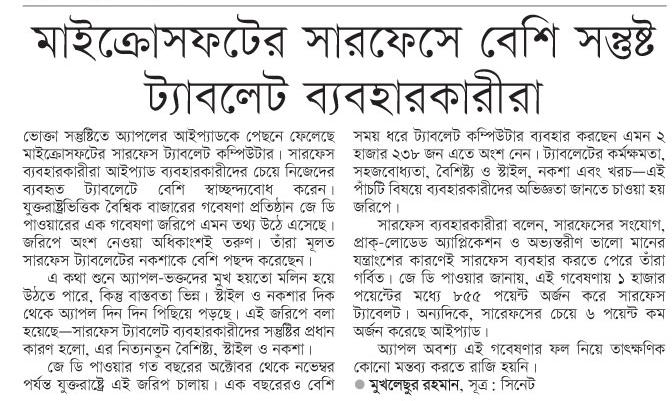 মাইক্রোসফটের সারফেসে বেশি সন্তুষ্ট
ট্যাবলেট ব্যবহারকারীরা
ভোক্তা সন্তুষ্টিতে অ্যাপলের আইপ্যাডকে পেছনে ফেলেছে
মাইক্রোসফটের সারফেস ট্যাবলেট কম্পিউটার। সারফেস
ব্যবহারকারীরা আইপ্যাড ব্যবহারকারীদের চেয়ে নিজেদের
ব্যবহৃত ট্যাবলেটে বেশি স্বাচ্ছন্দ্যবোধ করেন।
যুক্তরাষ্ট্রভিত্তিক বৈশ্বিক বাজারের গবেষণা প্রতিষ্ঠান জে ডি
পাওয়ারের এক গবেষণা জরিপে এমন তথ্য উঠে এসেছে।
জরিপে অংশ নেওয়া অধিকাংশই তরুণ। তাঁরা মূলত
সারফেস ট্যাবলেটের নকশাকে বেশি পছন্দ করেছেন।
এ কথা শুনে অ্যাপল-ভক্তদের মুখ হয়তো মলিন হয়ে
উঠতে পারে, কিন্তু বাস্তবতা ভিন্ন। স্টাইল ও নকশার দিক
থেকে অ্যাপল দিন দিন পিছিয়ে পড়ছে। এই জরিপে বলা
হয়েছে—সারফেস ট্যাবলেট ব্যবহারকারীদের সন্তুষ্টির প্রধান
কারণ হলো, এর নিত্যনতুন বৈশিষ্ট্য, স্টাইল ও নকশা।
জে ডি পাওয়ার গত বছরের অক্টোবর থেকে নভেম্বর
পর্যন্ত যুক্তরাষ্ট্রে এই জরিপ চালায়। এক বছরেরও বেশি
সময় ধরে ট্যাবলেট কম্পিউটার ব্যবহার করছেন এমন ২
হাজার ২৩৮ জন এতে অংশ নেন। ট্যাবলেটের কর্মক্ষমতা,
সহজবোধ্যতা, বৈশিষ্ট্য ও স্টাইল, নকশা এবং খরচ—এই
পাঁচটি বিষয়ে ব্যবহারকারীদের অভিজ্ঞতা জানতে চাওয়া হয়
জরিপে।
সারফেস ব্যবহারকারীরা বলেন, সারফেসের সংযোগ,
প্রাক্-লোডেড অ্যাপ্লিকেশন ও অভ্যন্তরীণ ভালো মানের
যন্ত্রাংশের কারণেই সারফেস ব্যবহার করতে পেরে তাঁরা
গর্বিত। জে ডি পাওয়ার জানায়, এই গবেষণায় ১ হাজার
পয়েন্টের মধ্যে ৮৫৫ পয়েন্ট অর্জন করে সারফেস
ট্যাবেলট। অন্যদিকে, সারেফসের চেয়ে ৬ পয়েন্ট কম
অর্জন করেছে আইপ্যাড।
অ্যাপল অবশ্য এই গবেষণার ফল নিয়ে তাৎক্ষণিক
কোনো মন্তব্য করতে রাজি হয়নি।
● মুখলেছুর রহমান, সূত্র : সিনেট